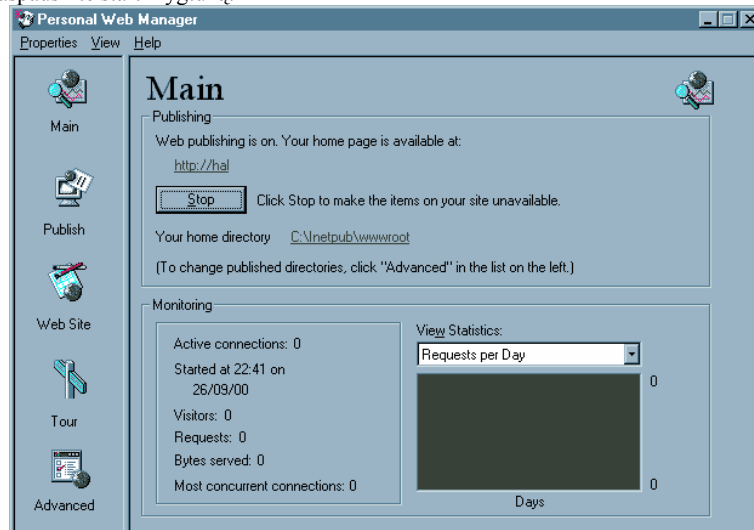 Personal Web Manager
Properties View Help
Main
Publish
Web Site
Tour
Advanced
Main
Publishing
Web publishing is on. Your home page is available at:
http://hal
Stop Click Stop to make the items on your site unavailable.
Your home directory C:\Inetpub\wwwroot
(To change published directories, click "Advanced" in the list on the left.)
Monitoring
Active connections: 0
Started at 22:41 on
26/09/00
Visitors: 0
Requests: 0
Bytes served: 0
Most concurrent connections: 0
View Statistics:
Requests per Day
0
0
Days